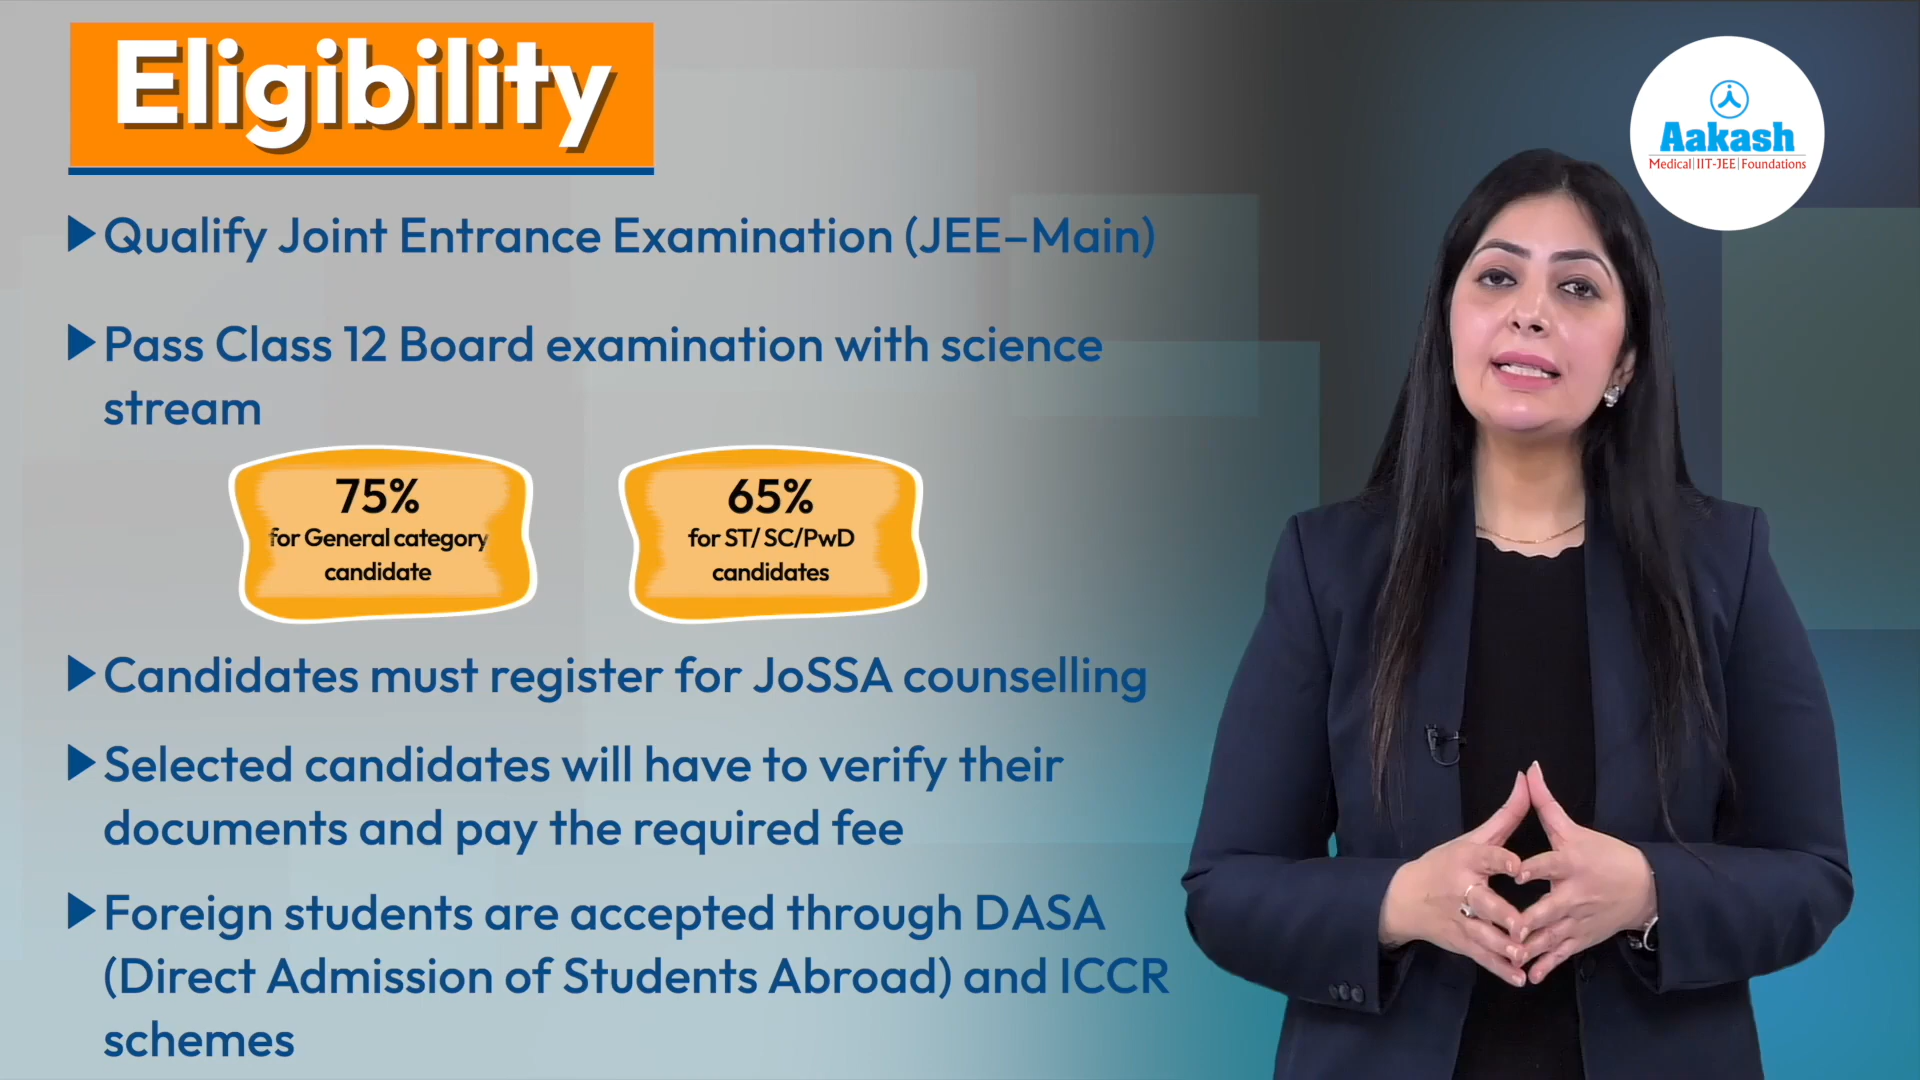 Eligibility
Aakash
Medical|IIT-JEE|Foundations
Qualify Joint Entrance Examination (JEE–Main)
Pass Class 12 Board examination with science
stream
75%
for General category
candidate
65%
for ST/ SC/PwD
candidates
Candidates must register for JoSSA counselling
Selected candidates will have to verify their
documents and pay the required fee
Foreign students are accepted through DASA
(Direct Admission of Students Abroad) and ICCR
schemes